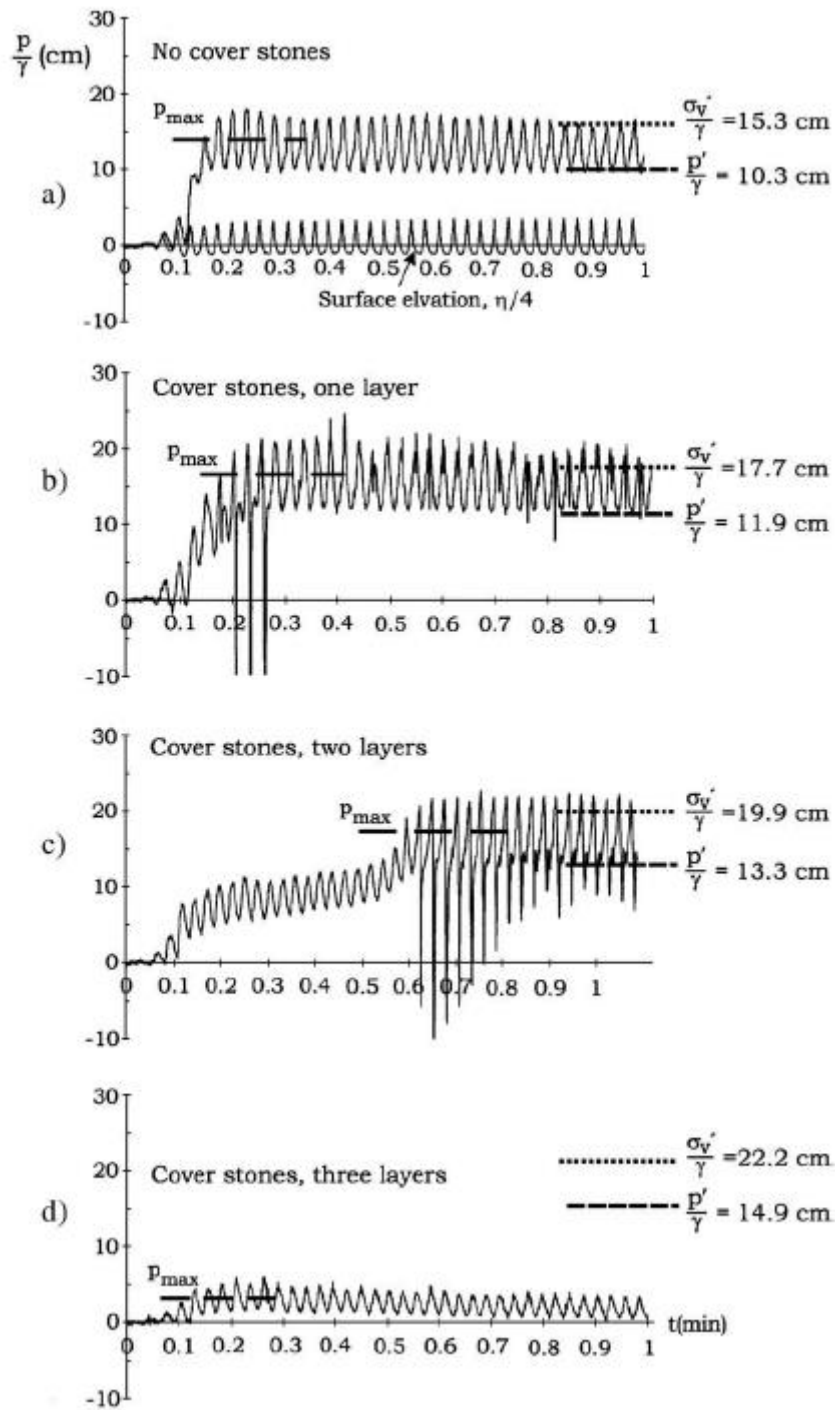 p/γ (cm)
30
No cover stones
20
p_max
σ_v´/γ =15.3 cm
10
p'/γ = 10.3 cm
a)
0
0 0.1 0.2 0.3 0.4 0.5 0.6 0.7 0.8 0.9 1
Surface elvation, η/4
-10
30
Cover stones, one layer
20
p_max
σ_v´/γ =17.7 cm
b)
10
p'/γ = 11.9 cm
0
0 0.1 0.2 0.3 0.4 0.5 0.6 0.7 0.8 0.9 1
-10
30
Cover stones, two layers
20
p_max
σ_v´/γ =19.9 cm
c)
10
p'/γ = 13.3 cm
0
0 0.1 0.2 0.3 0.4 0.5 0.6 0.7 0.8 0.9 1
-10
30
σ_v´/γ =22.2 cm
20
Cover stones, three layers
p'/γ = 14.9 cm
d)
10
p_max
0
t(min)
0 0.1 0.2 0.3 0.4 0.5 0.6 0.7 0.8 0.9 1
-10